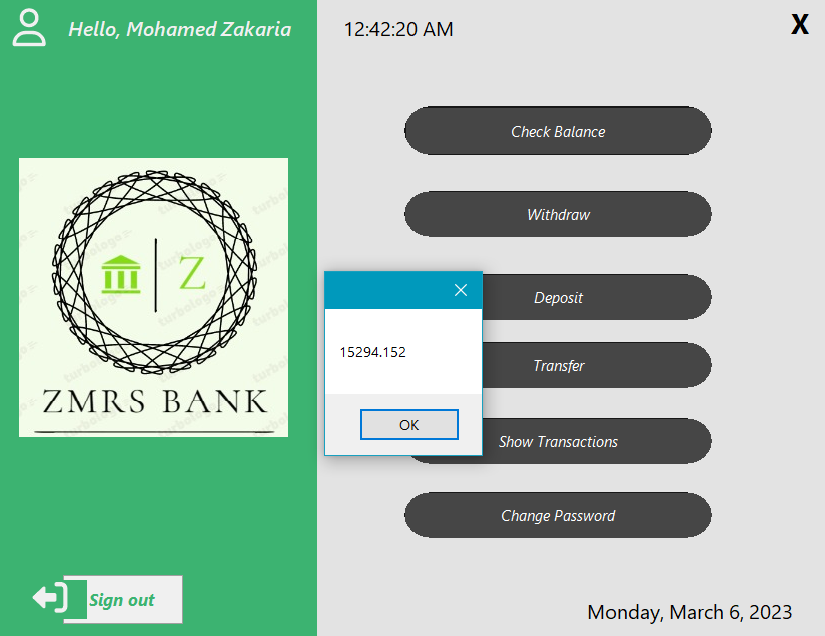 Hello, Mohamed Zakaria
12:42:20 AM
X
Z
ZMRS BANK
Check Balance
Withdraw
Deposit
Transfer
Show Transactions
Change Password
15294.152
OK
Sign out
Monday, March 6, 2023